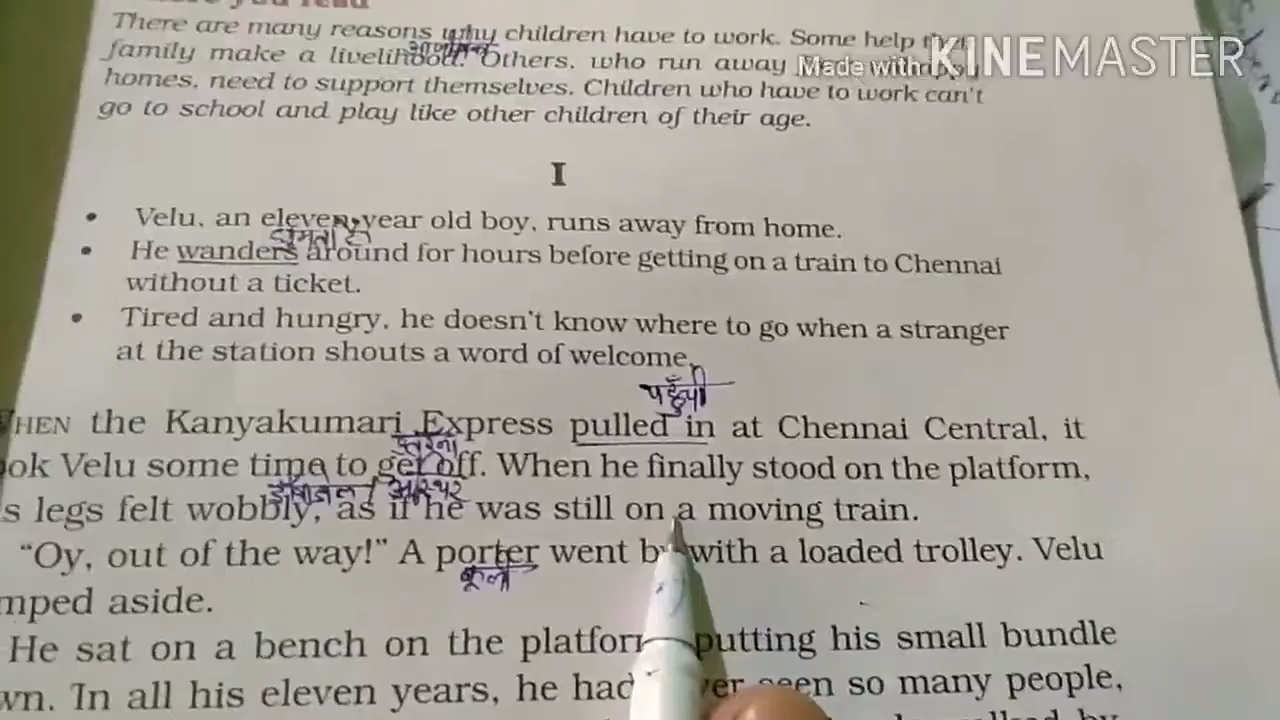 you read
There are many reasons why children have to work. Some help
family make a livelihood. Others, who run away
homes, need to support themselves. Children who have to work can't
go to school and play like other children of their age.
Made with KINEMASTER
I
• Velu, an eleven-year old boy, runs away from home.
घूमता है
• He wanders around for hours before getting on a train to Chennai
without a ticket.
• Tired and hungry, he doesn't know where to go when a stranger
at the station shouts a word of welcome.
पहुँची
HEN the Kanyakumari Express pulled in at Chennai Central, it
ok Velu some time to get off. When he finally stood on the platform,
s legs felt wobbly, as if he was still on a moving train.
"Oy, out of the way!" A porter went by with a loaded trolley. Velu
कूली
mped aside.
He sat on a bench on the platform putting his small bundle
wn. In all his eleven years, he had seen so many people,